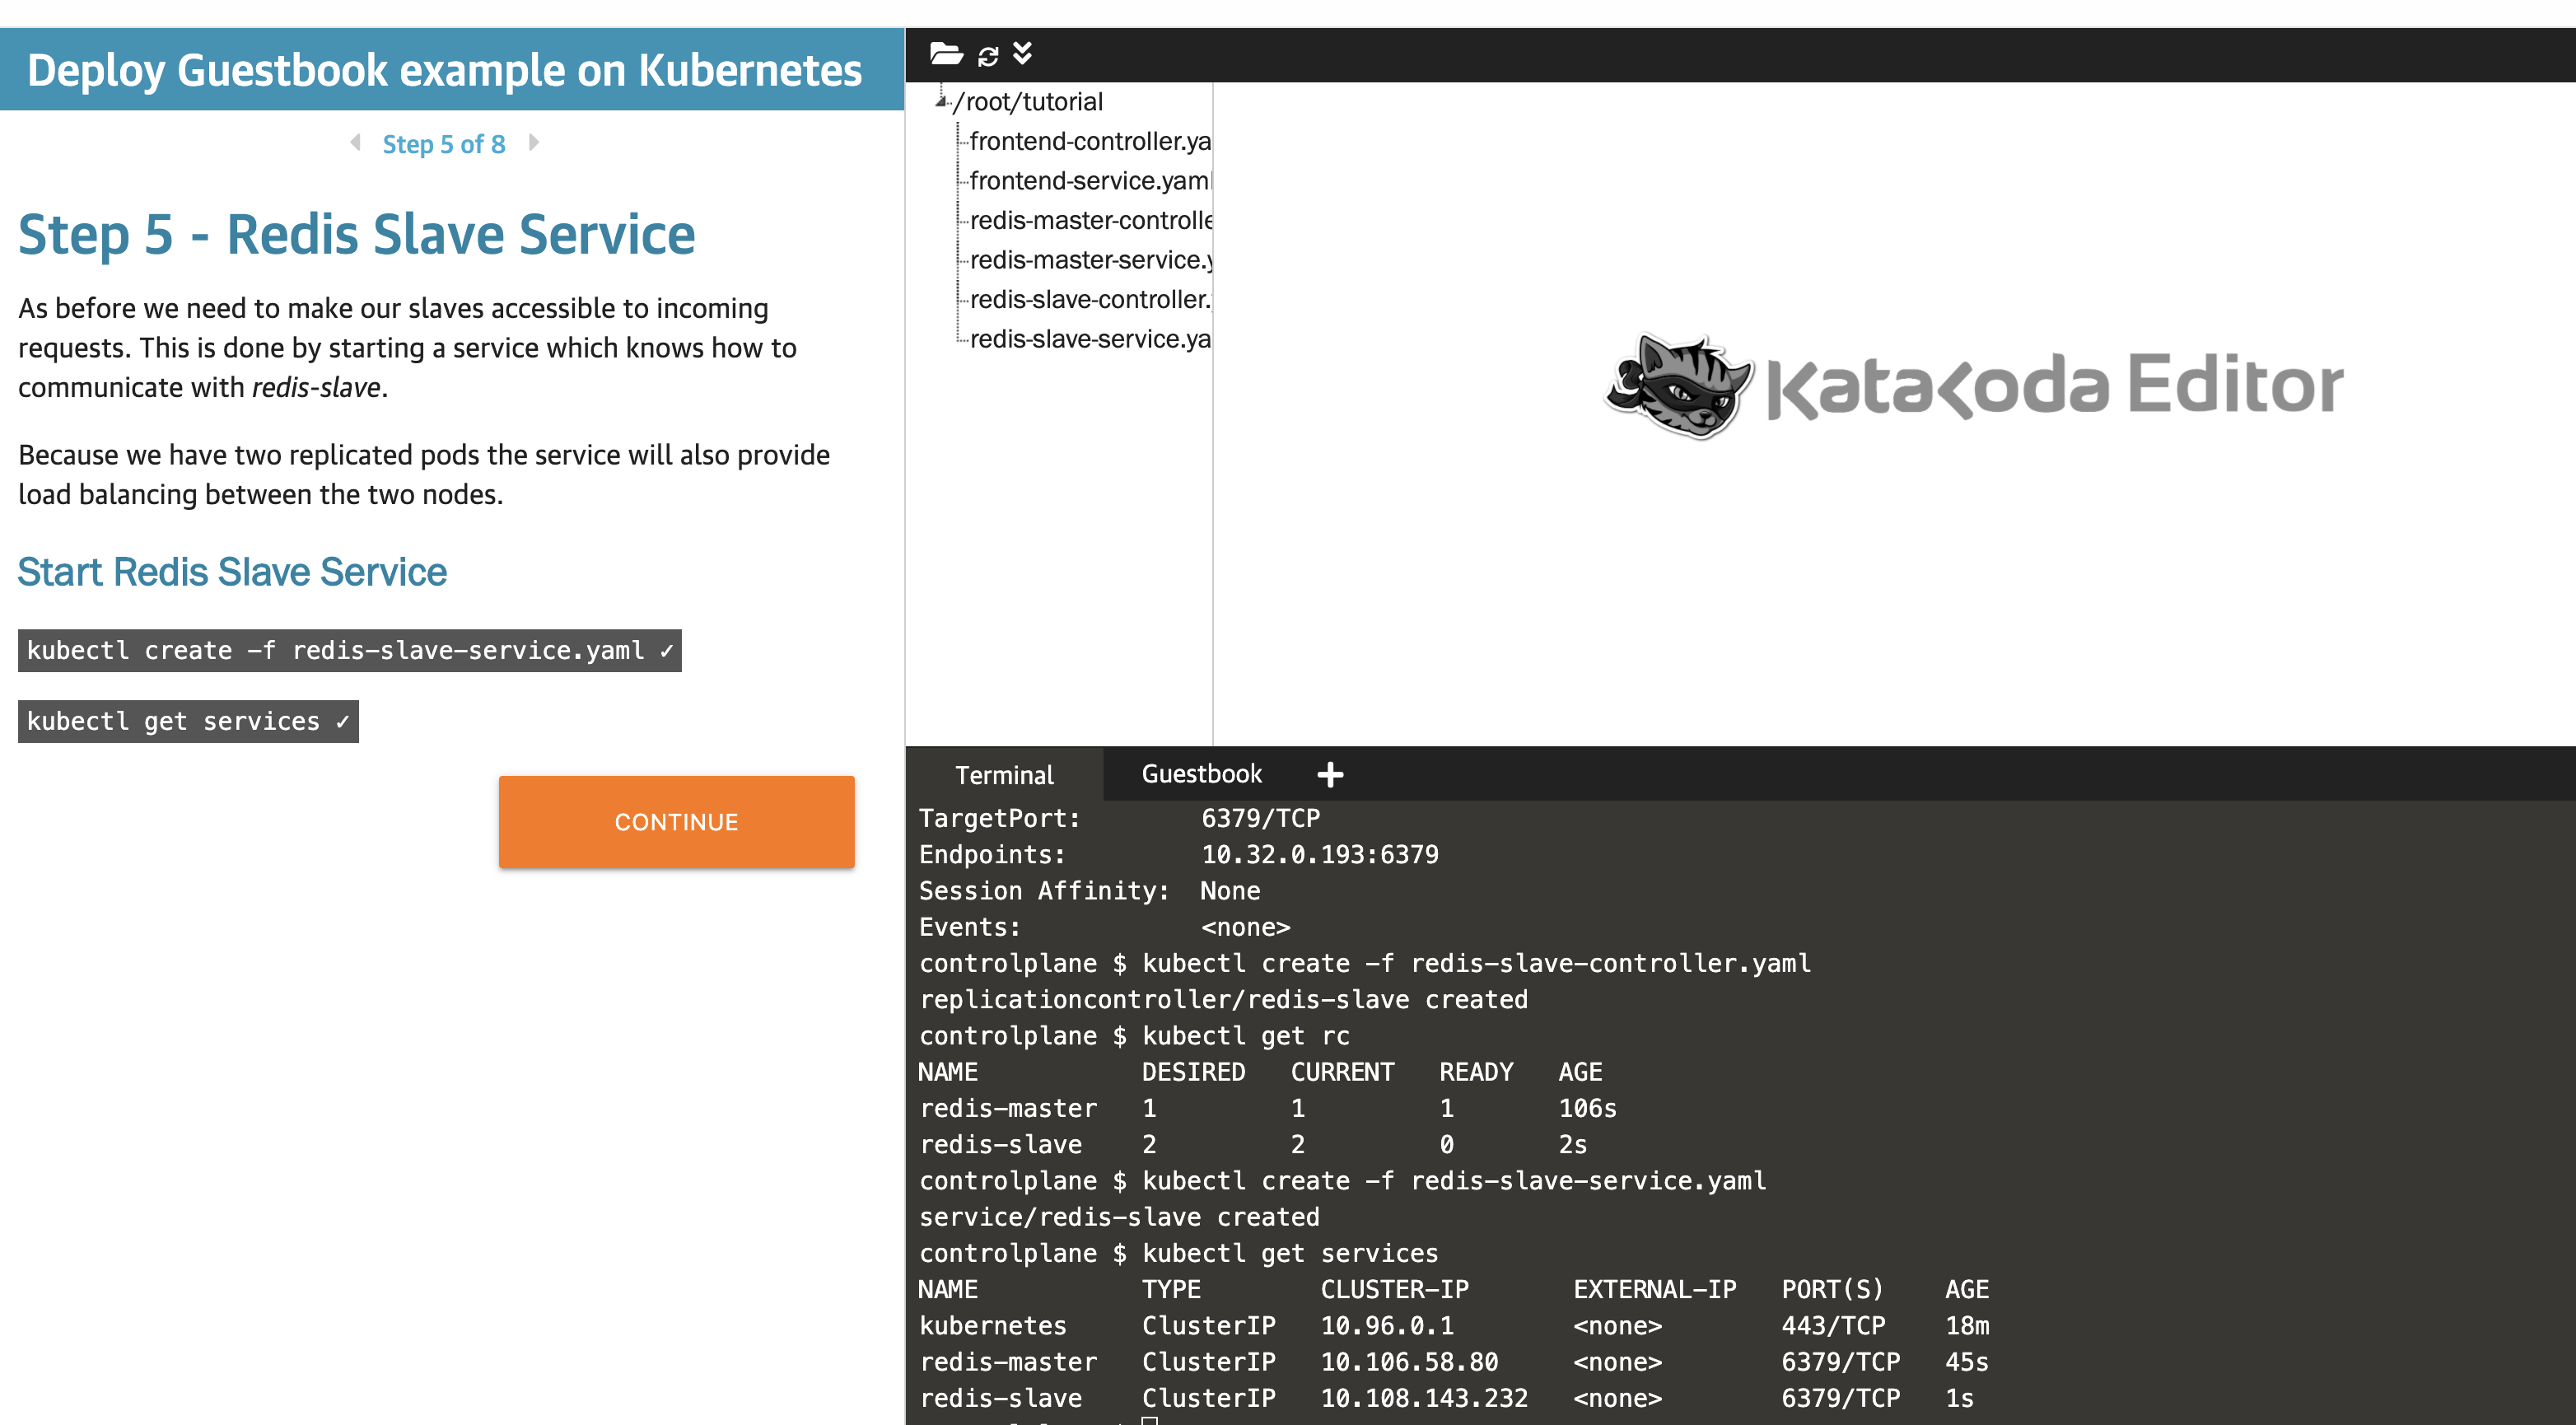 Deploy Guestbook example on Kubernetes
Step 5 of 8
Step 5 - Redis Slave Service
As before we need to make our slaves accessible to incoming
requests. This is done by starting a service which knows how to
communicate with redis-slave.
Because we have two replicated pods the service will also provide
load balancing between the two nodes.
Start Redis Slave Service
kubectl create -f redis-slave-service.yaml ✓
kubectl get services ✓
CONTINUE
/root/tutorial
frontend-controller.ya
frontend-service.yaml
redis-master-controlle
redis-master-service.y
redis-slave-controller.
redis-slave-service.ya
Katakoda Editor
Terminal Guestbook +
TargetPort: 6379/TCP
Endpoints: 10.32.0.193:6379
Session Affinity: None
Events: <none>
controlplane $ kubectl create -f redis-slave-controller.yaml
replicationcontroller/redis-slave created
controlplane $ kubectl get rc
NAME DESIRED CURRENT READY AGE
redis-master 1 1 1 106s
redis-slave 2 2 0 2s
controlplane $ kubectl create -f redis-slave-service.yaml
service/redis-slave created
controlplane $ kubectl get services
NAME TYPE CLUSTER-IP EXTERNAL-IP PORT(S) AGE
kubernetes ClusterIP 10.96.0.1 <none> 443/TCP 18m
redis-master ClusterIP 10.106.58.80 <none> 6379/TCP 45s
redis-slave ClusterIP 10.108.143.232 <none> 6379/TCP 1s